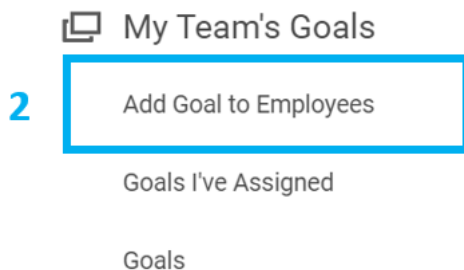 My Team's Goals
2
Add Goal to Employees
Goals I've Assigned
Goals